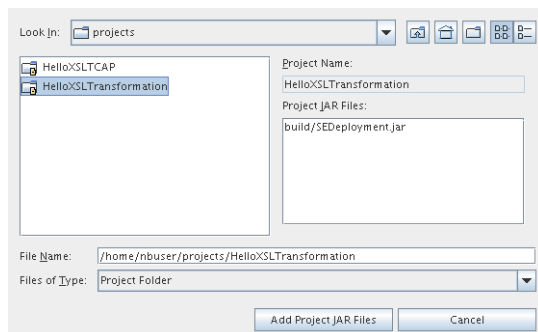 Look In: projects
HelloXSLTCAP
HelloXSLTransformation
Project Name:
HelloXSLTransformation
Project JAR Files:
build/SEDeployment.jar
File Name: /home/nbuser/projects/HelloXSLTransformation
Files of Type: Project Folder
Add Project JAR Files Cancel